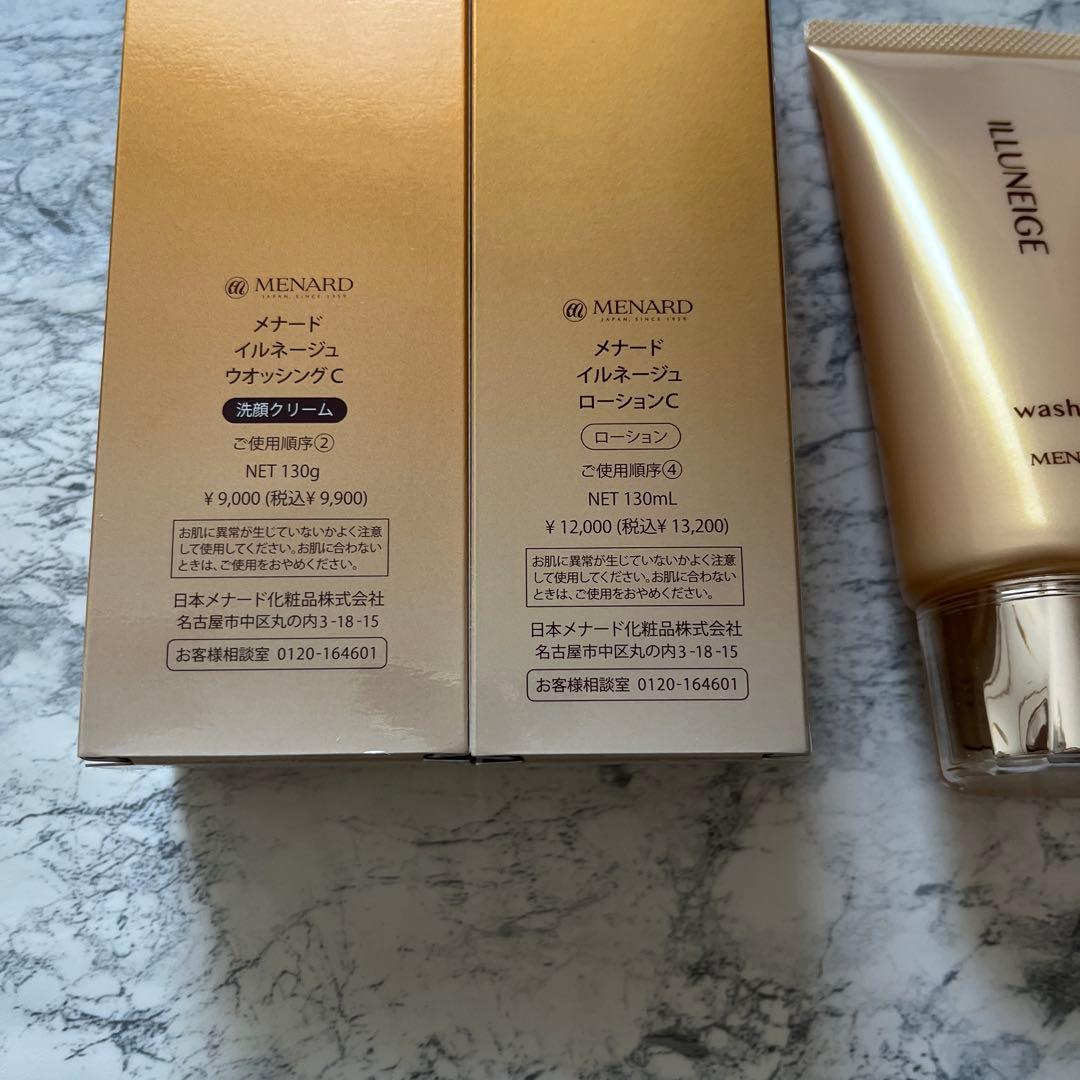 MENARD
JAPAN, SINCE 1959
メナード
イルネージュ
ウオッシングC
洗顔クリーム
ご使用順序②
NET 130g
¥9,000 (税込¥9,900)
お肌に異常が生じていないかよく注意
して使用してください。お肌に合わない
ときは、ご使用をおやめください。
日本メナード化粧品株式会社
名古屋市中区丸の内3-18-15
お客様相談室 0120-164601
MENARD
JAPAN, SINCE 1959
メナード
イルネージュ
ローションC
ローション
ご使用順序④
NET 130mL
¥12,000 (税込¥13,200)
お肌に異常が生じていないかよく注意
して使用してください。お肌に合わない
ときは、ご使用をおやめください。
日本メナード化粧品株式会社
名古屋市中区丸の内3-18-15
お客様相談室 0120-164601
ILLUNEIGE
wash
MEN